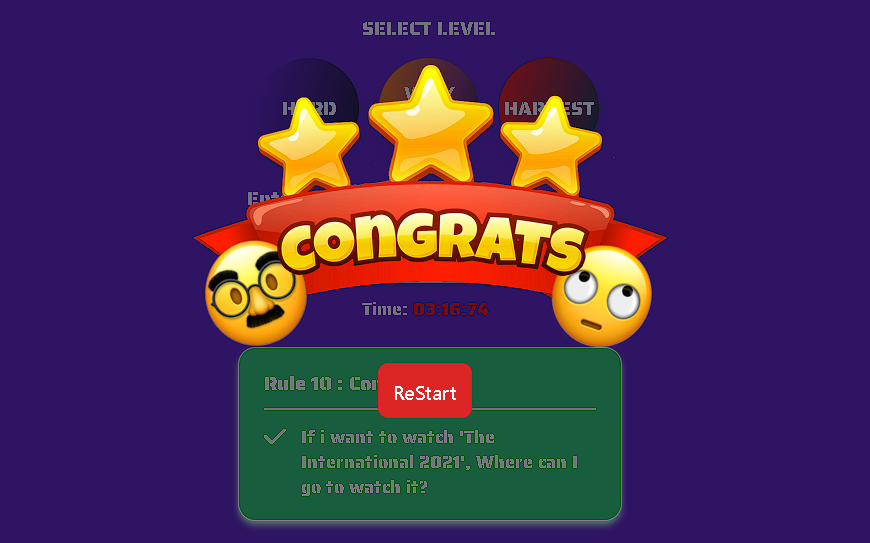 SELECT LEVEL
HARD
HARDEST
CONGRATS
Time: 03:16:74
Rule 10 :
ReStart
If i want to watch 'The
International 2021', Where can I
go to watch it?